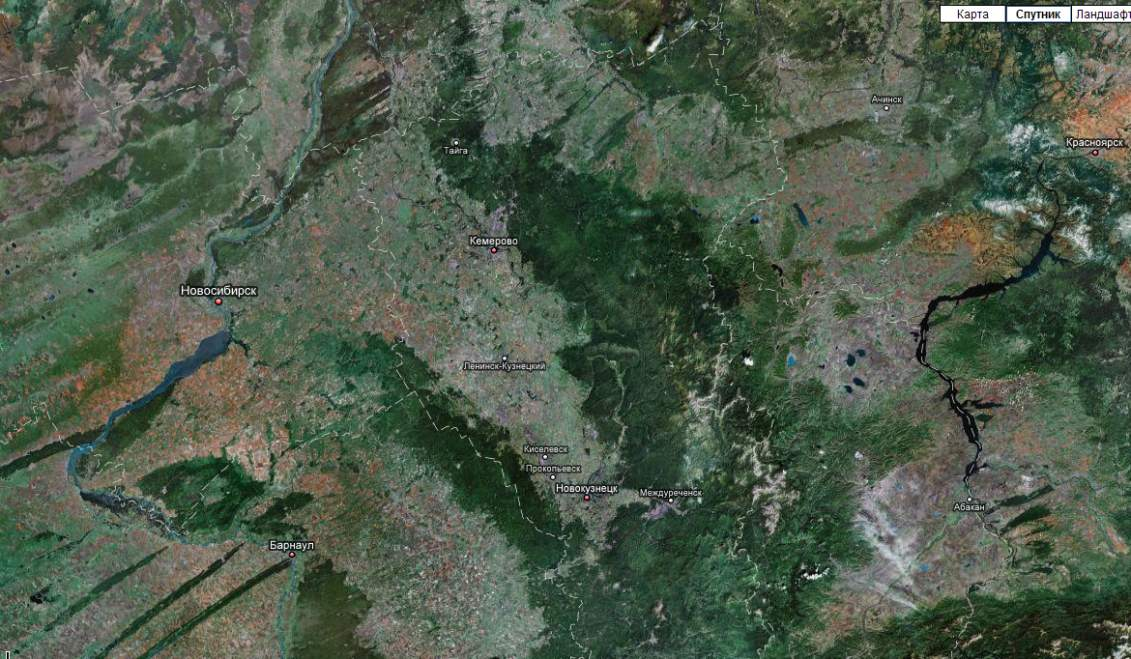 Карта Спутник Ландшафт
Ачинск
Красноярск
Тайга
Кемерово
Новосибирск
Ленинск-Кузнецкий
Киселевск
Прокопьевск
Новокузнецк
Междуреченск
Абакан
Барнаул